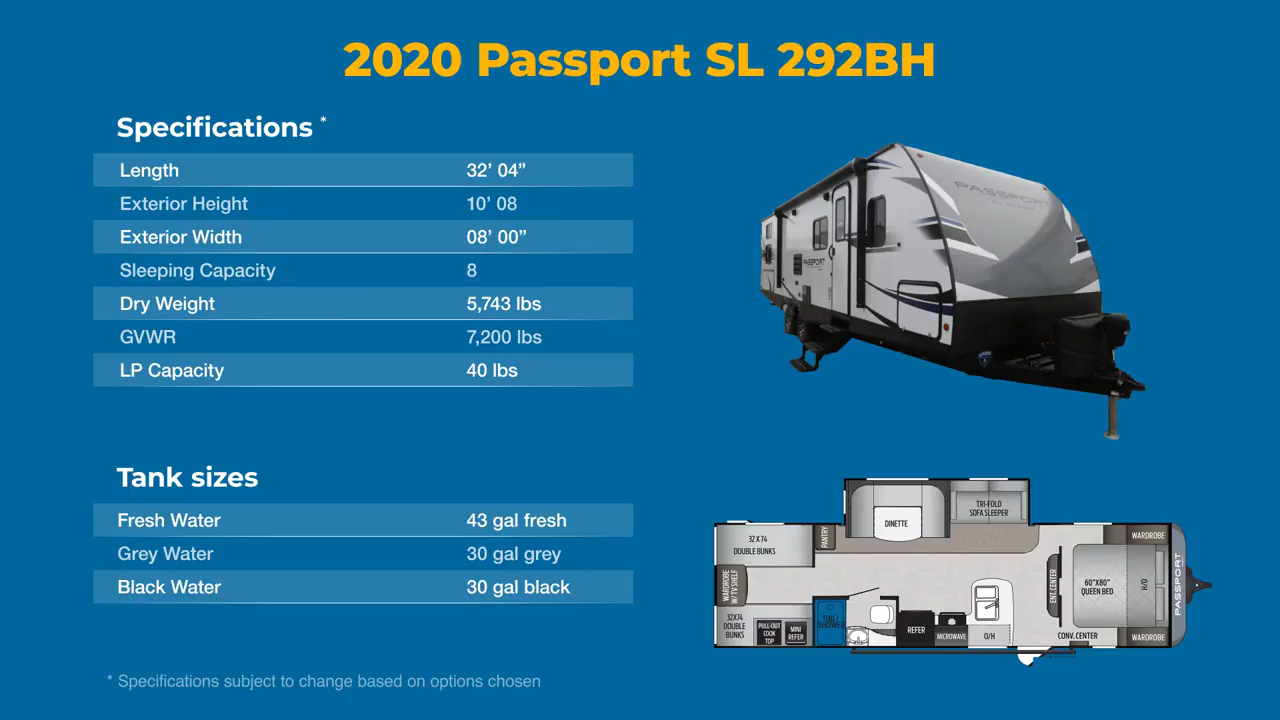 2020 Passport SL 292BH
Specifications *
Length 32’ 04”
Exterior Height 10’ 08
Exterior Width 08’ 00”
Sleeping Capacity 8
Dry Weight 5,743 lbs
GVWR 7,200 lbs
LP Capacity 40 lbs
Tank sizes
Fresh Water 43 gal fresh
Grey Water 30 gal grey
Black Water 30 gal black
* Specifications subject to change based on options chosen
PASSPORT
PASSPORT
DINETTE
TRI-FOLD
SOFA SLEEPER
32 X 74
DOUBLE BUNKS
PANTRY
WARDROBE
WARDROBE
W/ TV SHELF
ENT. CENTER
60"X80"
QUEEN BED
H/O
PASSPORT
32X74
DOUBLE
BUNKS
PULL-OUT
COOK
TOP
MINI
REFER
TUB /
SHOWER
REFER
MICROWAVE
O/H
CONV. CENTER
WARDROBE